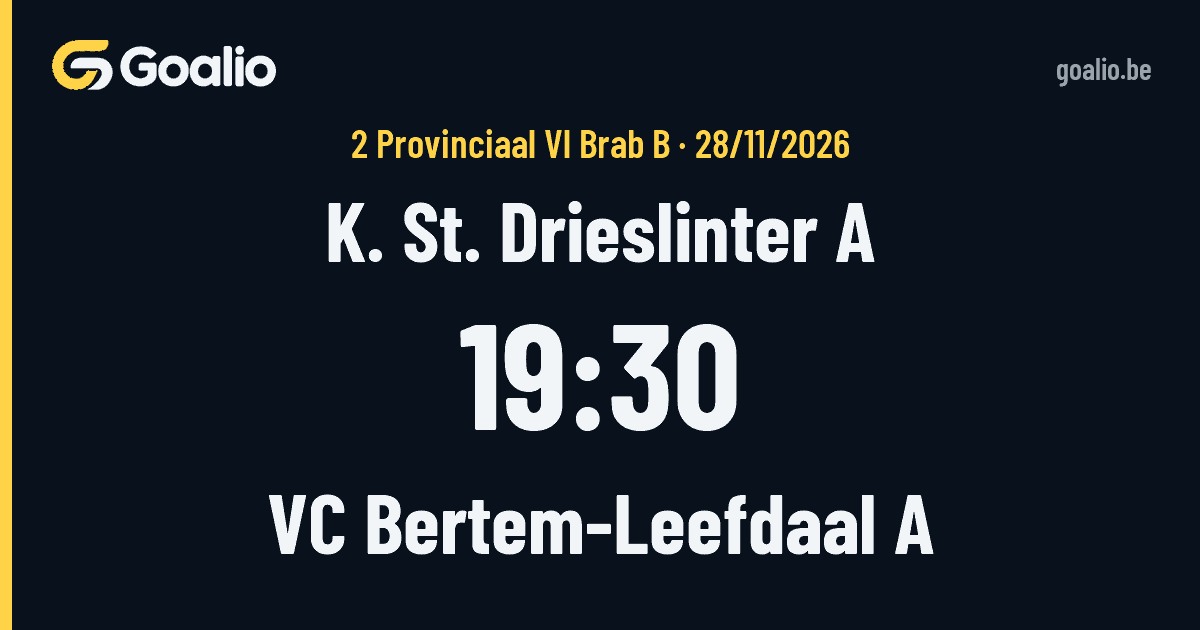 Goalio
goalio.be
2 Provinciaal Vl Brab B · 28/11/2026
K. St. Drieslinter A
19:30
VC Bertem-Leefdaal A